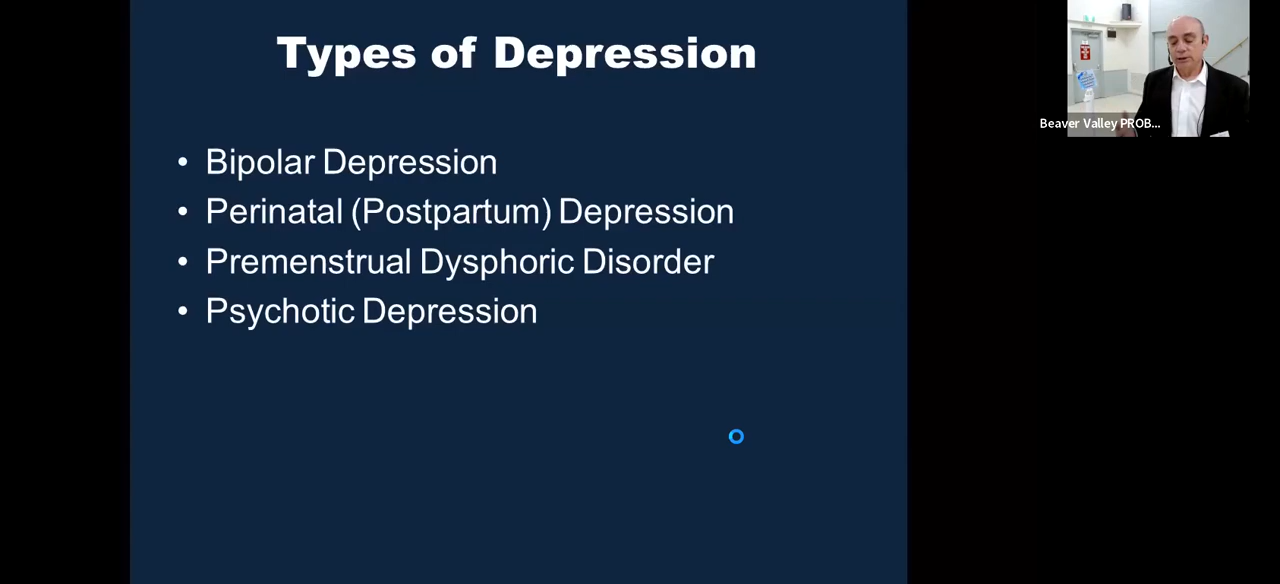 Types of Depression
• Bipolar Depression
• Perinatal (Postpartum) Depression
• Premenstrual Dysphoric Disorder
• Psychotic Depression
Beaver Valley PROB...